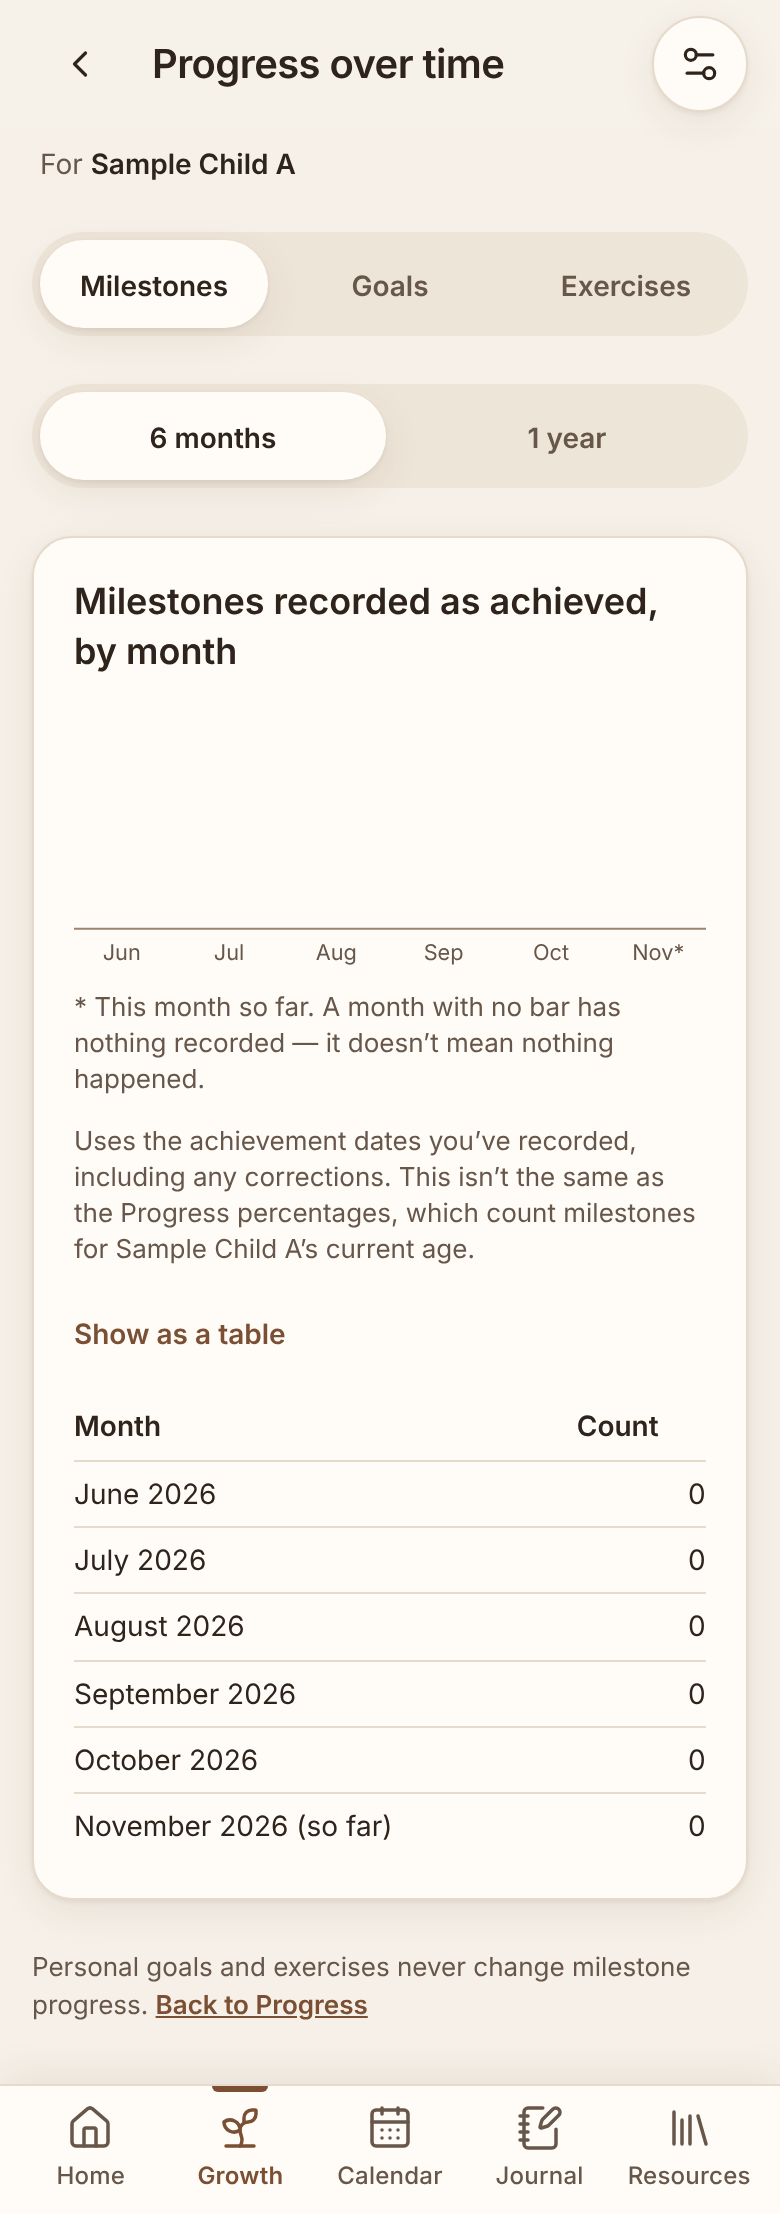 Progress over time
For Sample Child A
Milestones Goals Exercises
6 months 1 year
Milestones recorded as achieved,
by month
Jun Jul Aug Sep Oct Nov*
* This month so far. A month with no bar has
nothing recorded — it doesn’t mean nothing
happened.
Uses the achievement dates you’ve recorded,
including any corrections. This isn’t the same as
the Progress percentages, which count milestones
for Sample Child A’s current age.
Show as a table
Month Count
June 2026 0
July 2026 0
August 2026 0
September 2026 0
October 2026 0
November 2026 (so far) 0
Personal goals and exercises never change milestone
progress. Back to Progress
Home Growth Calendar Journal Resources